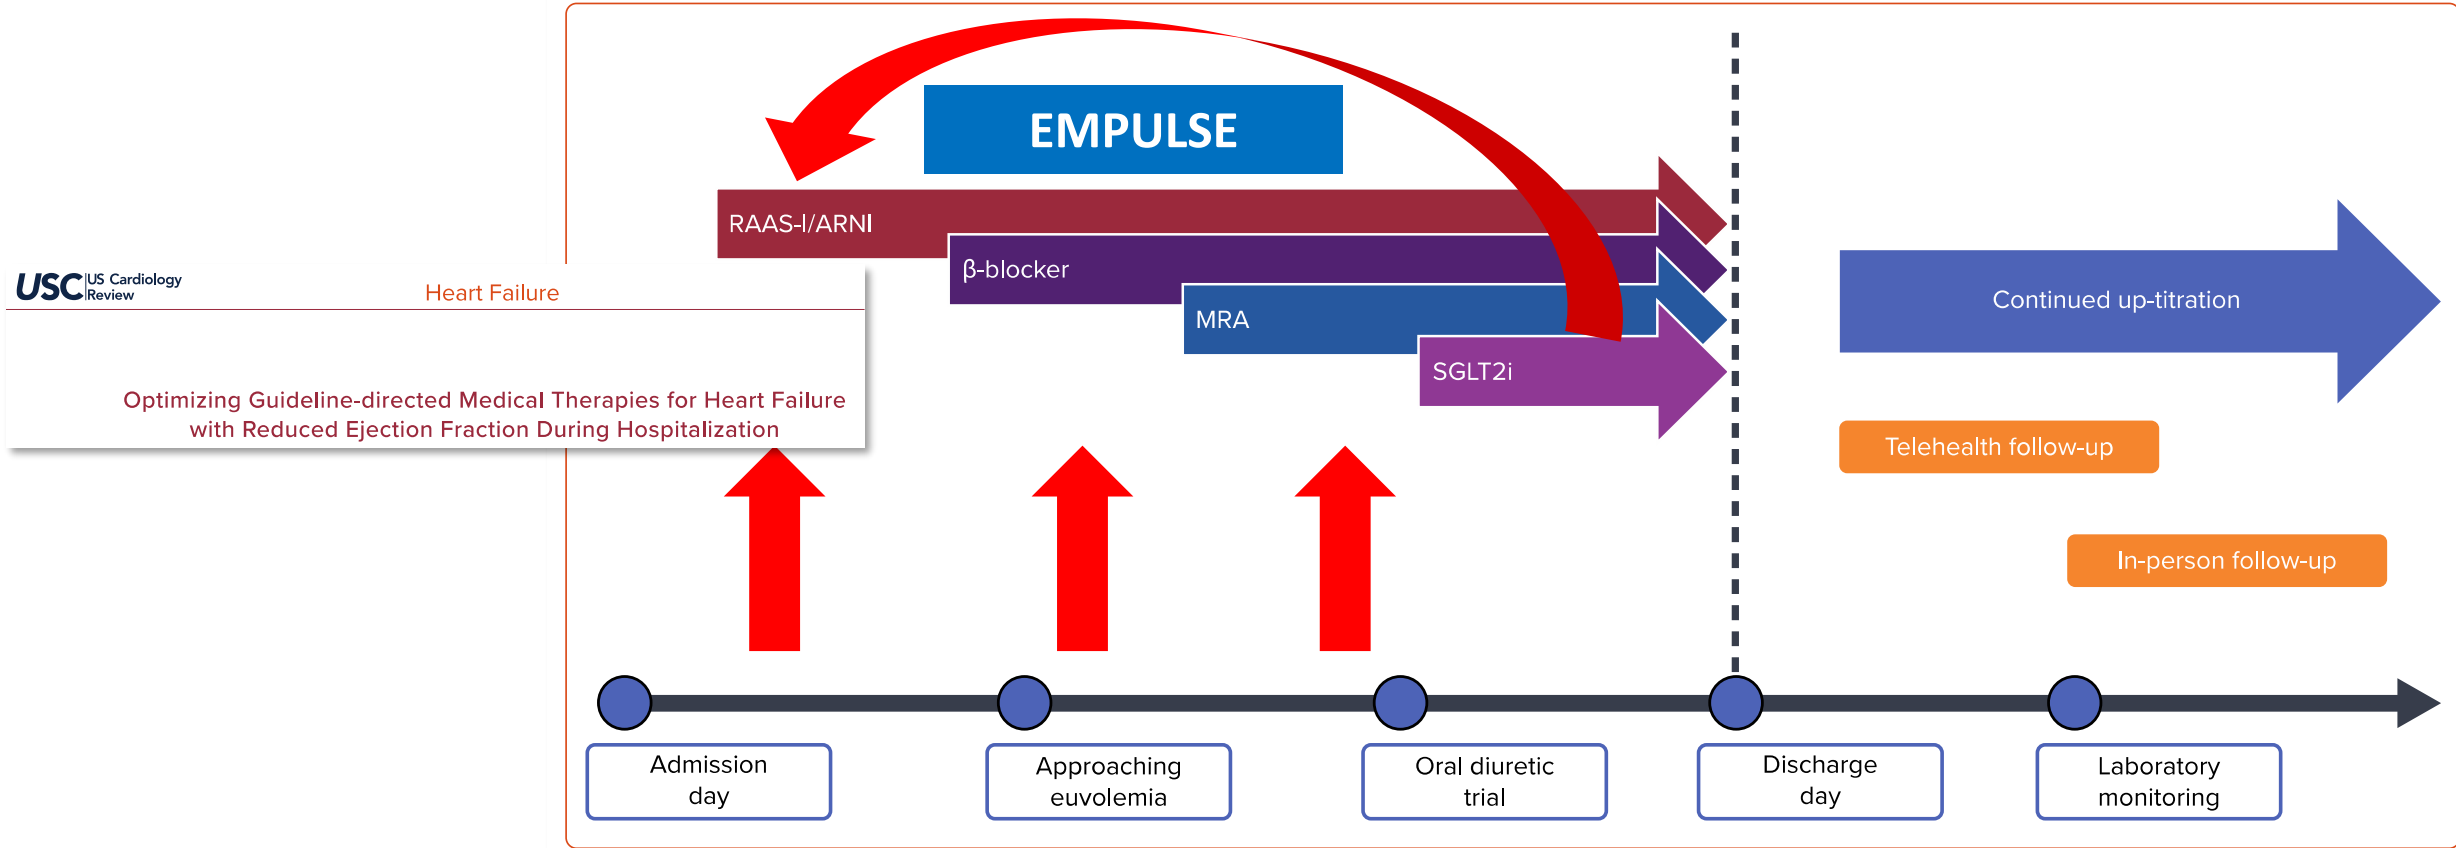 EMPULSE
RAAS-I/ARNI
β-blocker
MRA
SGLT2i
USC US Cardiology
Review
Heart Failure
Optimizing Guideline-directed Medical Therapies for Heart Failure
with Reduced Ejection Fraction During Hospitalization
Continued up-titration
Telehealth follow-up
In-person follow-up
Admission
day
Approaching
euvolemia
Oral diuretic
trial
Discharge
day
Laboratory
monitoring